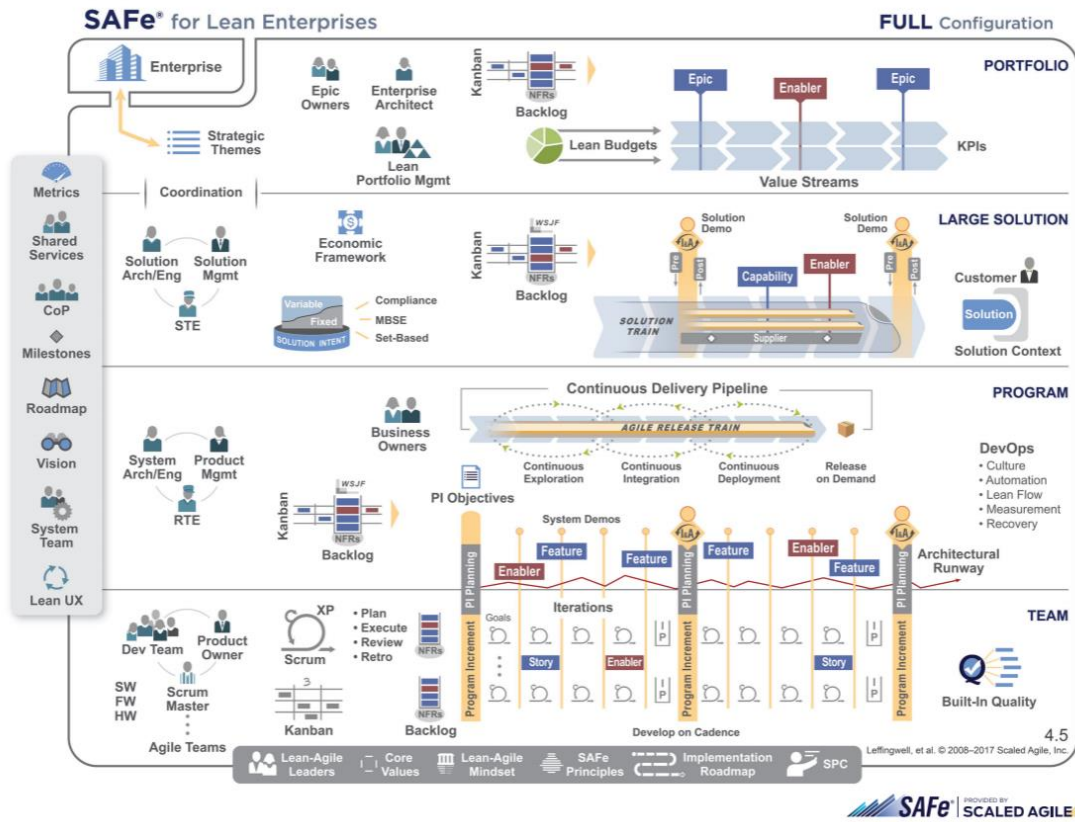 SAFe® for Lean Enterprises
FULL Configuration
Enterprise
Strategic
Themes
Epic
Owners
Enterprise
Architect
Lean
Portfolio Mgmt
Kanban
NFRs
Backlog
Lean Budgets
Epic
Enabler
Epic
KPIs
Value Streams
PORTFOLIO
Metrics
Shared
Services
CoP
Milestones
Roadmap
Vision
System
Team
Lean UX
Coordination
Solution
Arch/Eng
Solution
Mgmt
STE
Economic
Framework
Variable
Fixed
SOLUTION INTENT
Compliance
MBSE
Set-Based
Kanban
WSJF
NFRs
Backlog
Solution
Demo
I&A
Pre
Post
Capability
Enabler
Solution
Demo
I&A
Pre
Post
SOLUTION
TRAIN
Supplier
LARGE SOLUTION
Customer
Solution
Solution Context
System
Arch/Eng
Product
Mgmt
RTE
Business
Owners
Kanban
WSJF
NFRs
Backlog
Continuous Delivery Pipeline
AGILE RELEASE TRAIN
Continuous
Exploration
Continuous
Integration
Continuous
Deployment
Release
on Demand
PROGRAM
DevOps
• Culture
• Automation
• Lean Flow
• Measurement
• Recovery
PI Objectives
System Demos
I&A
I&A
PI Planning
Enabler
Feature
Feature
PI Planning
Feature
Enabler
Feature
PI Planning
Architectural
Runway
Dev Team
Product
Owner
Scrum
Master
SW
FW
HW
Agile Teams
XP
Scrum
• Plan
• Execute
• Review
• Retro
3
Kanban
NFRs
NFRs
Backlog
Program Increment
Goals
Iterations
Story
Enabler
I
P
I
P
Program Increment
Story
I
P
I
P
Program Increment
Develop on Cadence
TEAM
Built-In Quality
4.5
Leffingwell, et al. © 2008–2017 Scaled Agile, Inc.
Lean-Agile
Leaders
Core
Values
Lean-Agile
Mindset
SAFe
Principles
Implementation
Roadmap
SPC
SAFe® PROVIDED BY
SCALED AGILE